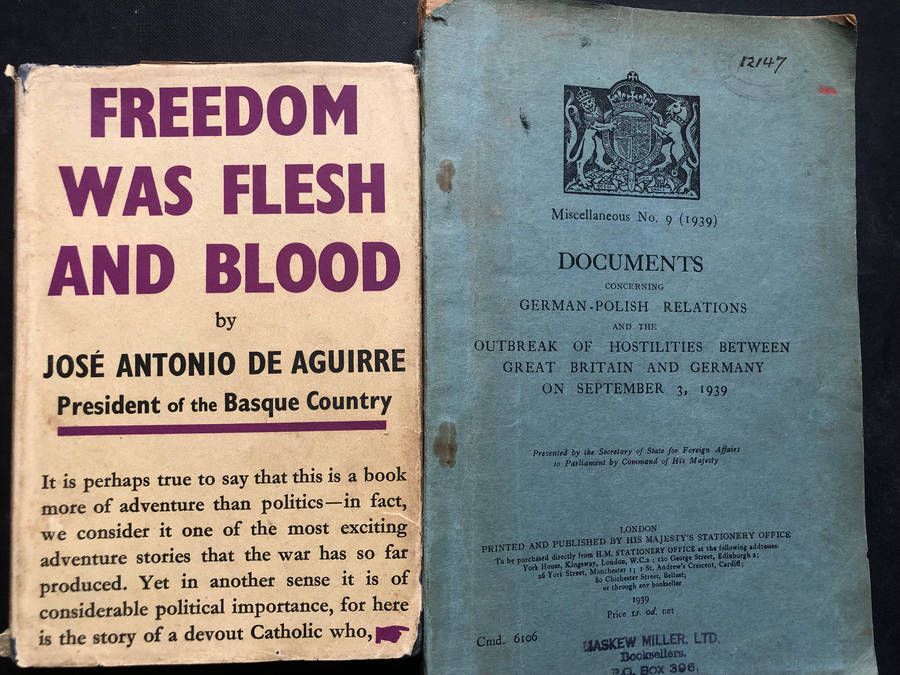 FREEDOM
WAS FLESH
AND BLOOD
by
JOSÉ ANTONIO DE AGUIRRE
President of the Basque Country
It is perhaps true to say that this is a book
more of adventure than politics—in fact,
we consider it one of the most exciting
adventure stories that the war has so far
produced. Yet in another sense it is of
considerable political importance, for here
is the story of a devout Catholic who,
12147
Miscellaneous No. 9 (1939)
DOCUMENTS
CONCERNING
GERMAN-POLISH RELATIONS
AND THE
OUTBREAK OF HOSTILITIES BETWEEN
GREAT BRITAIN AND GERMANY
ON SEPTEMBER 3, 1939
Presented by the Secretary of State for Foreign Affairs
to Parliament by Command of His Majesty
LONDON
PRINTED AND PUBLISHED BY HIS MAJESTY'S STATIONERY OFFICE
To be purchased directly from H.M. STATIONERY OFFICE at the following addresses:
York House, Kingsway, London, W.C.2; 120 George Street, Edinburgh 2;
26 York Street, Manchester 1; 1 St. Andrew's Crescent, Cardiff;
80 Chichester Street, Belfast;
or through any bookseller
1939
Price 1s. 0d. net
Cmd. 6106
MASKEW MILLER, LTD.
Booksellers.
P.O. BOX 396,